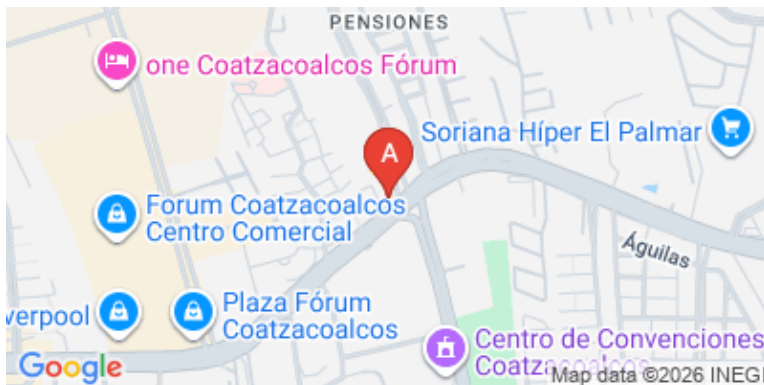 PENSIONES
one Coatzacoalcos Fórum
Soriana Híper El Palmar
A
Forum Coatzacoalcos
Centro Comercial
Águilas
verpool
Plaza Fórum
Coatzacoalcos
Centro de Convenciones
Coatzacoalcos
Google
Map data ©2026 INEGI